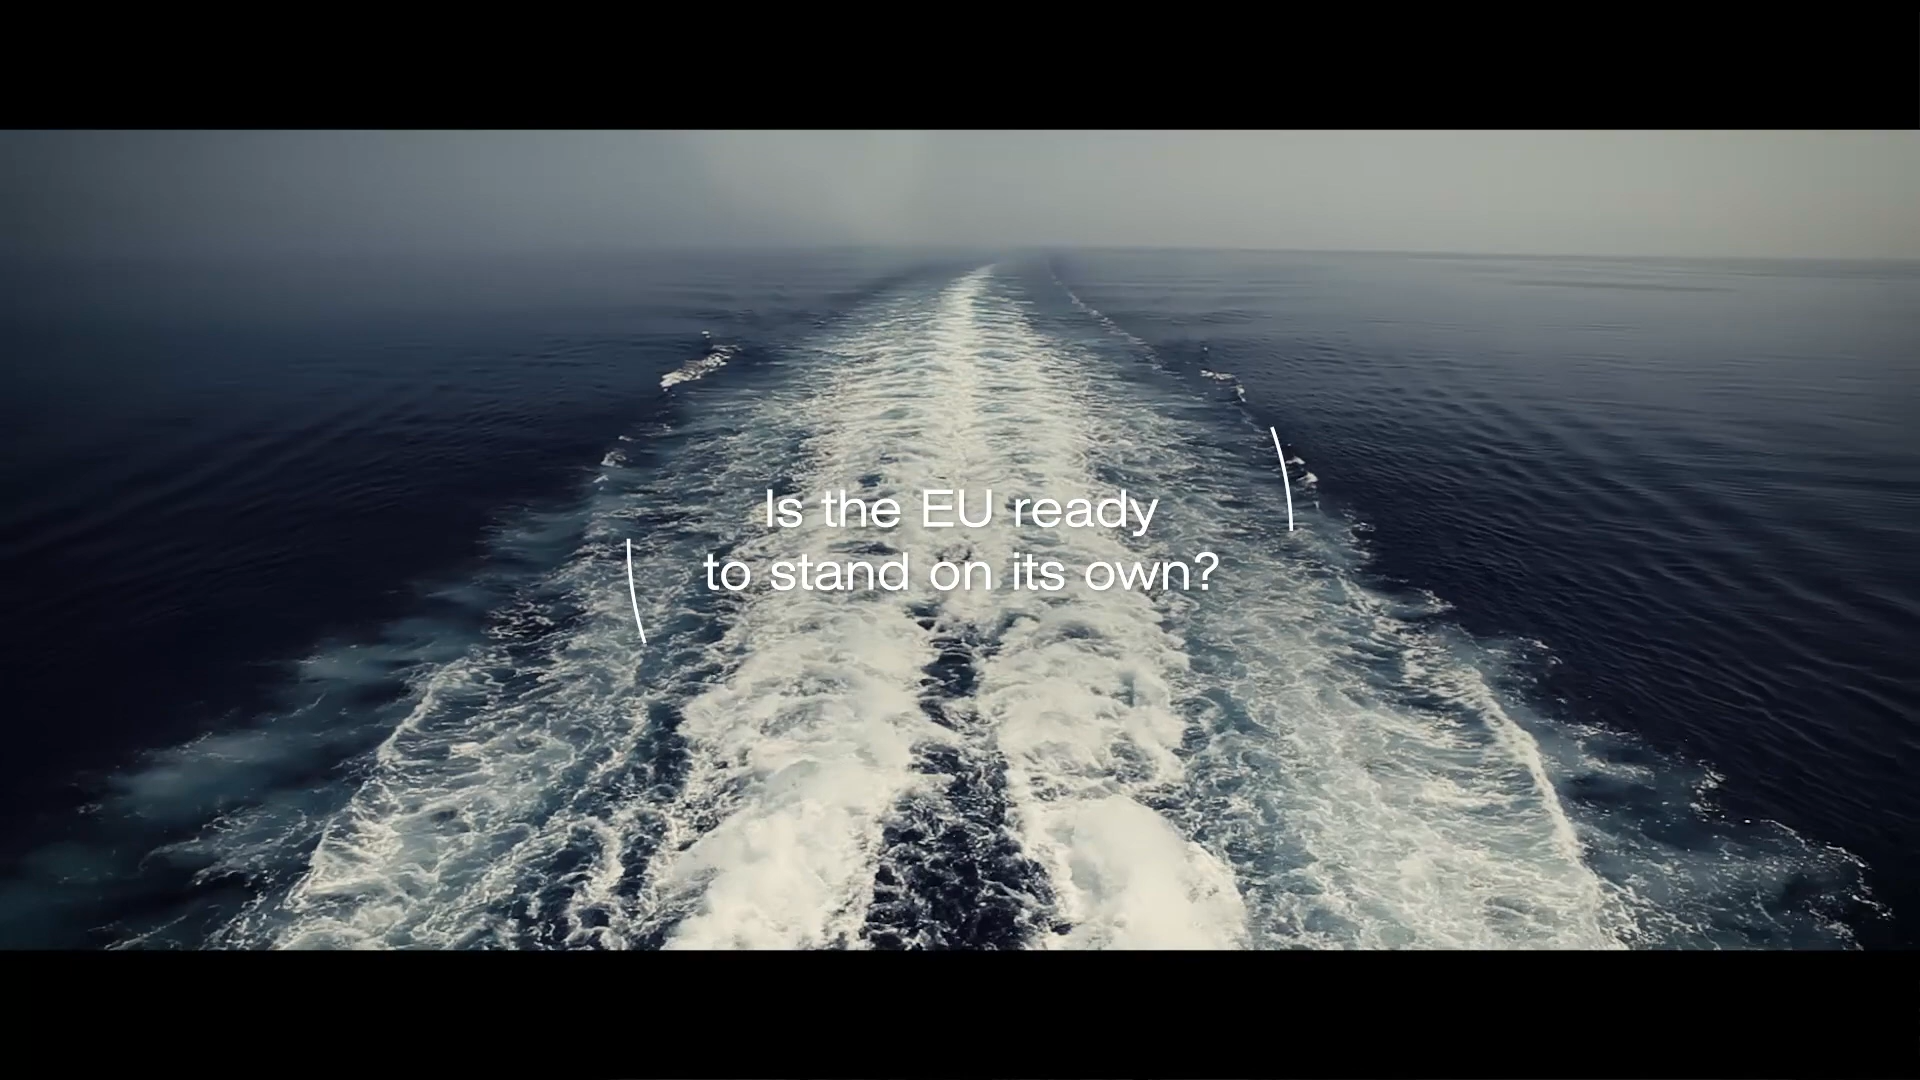 Is the EU ready
to stand on its own?